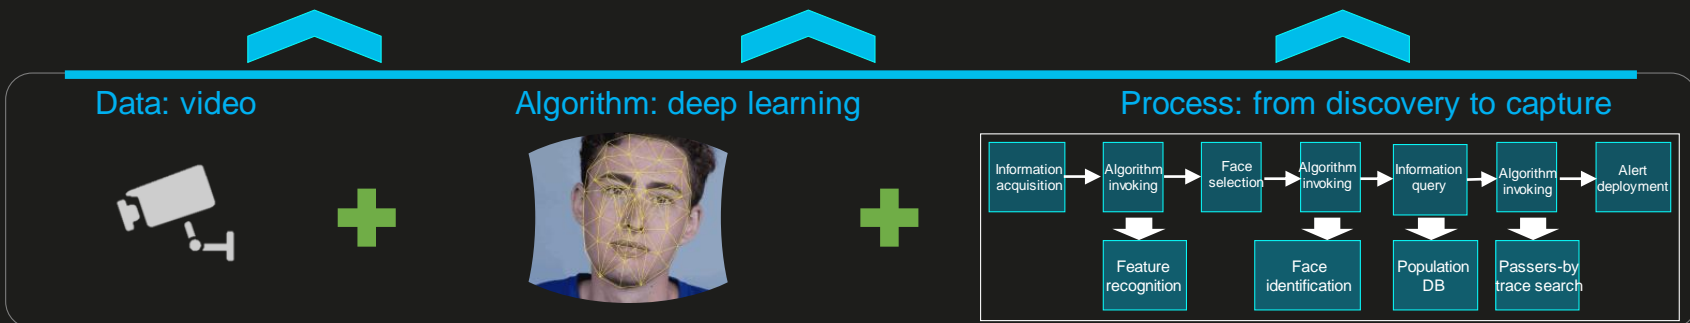 Data: video
Algorithm: deep learning
Process: from discovery to capture
Information
acquisition
Algorithm
invoking
Face
selection
Algorithm
invoking
Information
query
Algorithm
invoking
Alert
deployment
Feature
recognition
Face
identification
Population
DB
Passers-by
trace search